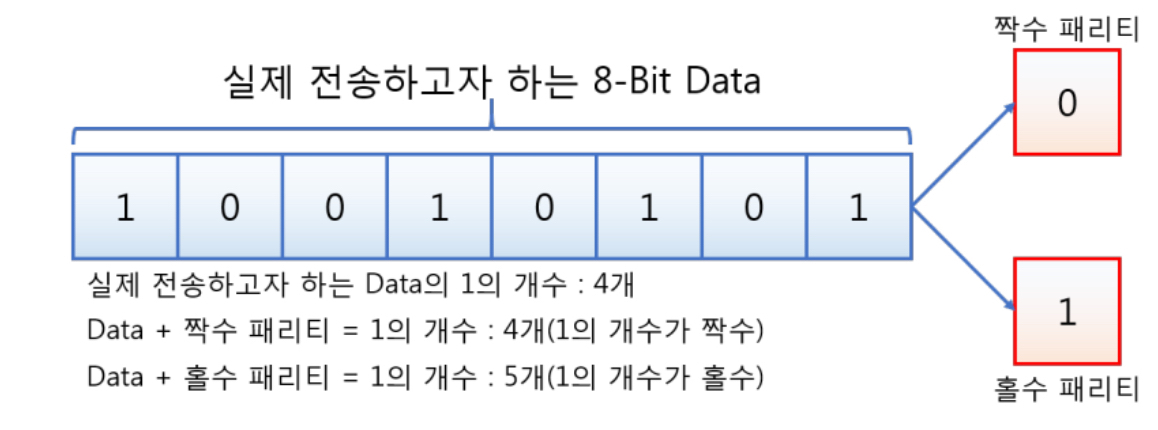 짝수 패리티
0
실제 전송하고자 하는 8-Bit Data
1 0 0 1 0 1 0 1
실제 전송하고자 하는 Data의 1의 개수 : 4개
Data + 짝수 패리티 = 1의 개수 : 4개(1의 개수가 짝수)
Data + 홀수 패리티 = 1의 개수 : 5개(1의 개수가 홀수)
1
홀수 패리티